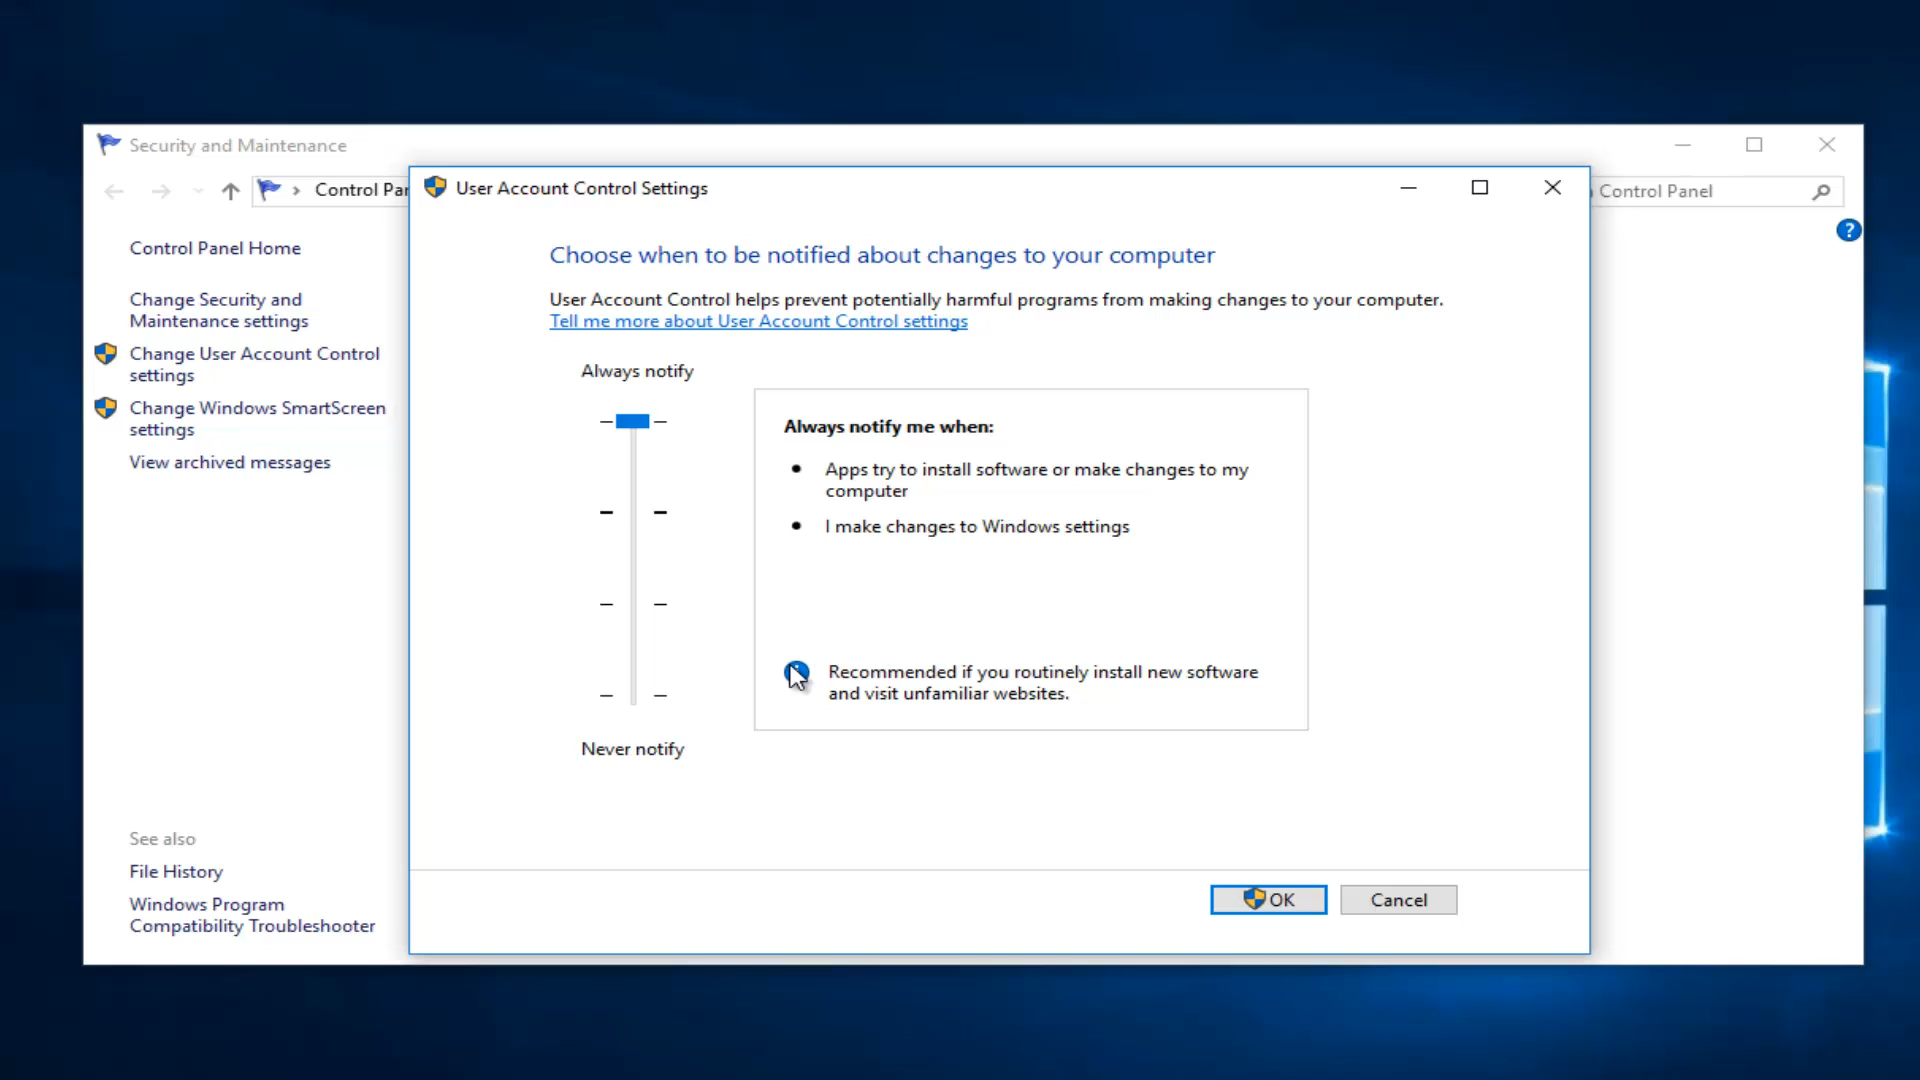 Security and Maintenance
Control Par
Control Panel
User Account Control Settings
?
Control Panel Home
Change Security and
Maintenance settings
Change User Account Control
settings
Change Windows SmartScreen
settings
View archived messages
See also
File History
Windows Program
Compatibility Troubleshooter
Choose when to be notified about changes to your computer
User Account Control helps prevent potentially harmful programs from making changes to your computer.
Tell me more about User Account Control settings
Always notify
Never notify
Always notify me when:
• Apps try to install software or make changes to my
computer
• I make changes to Windows settings
Recommended if you routinely install new software
and visit unfamiliar websites.
OK
Cancel